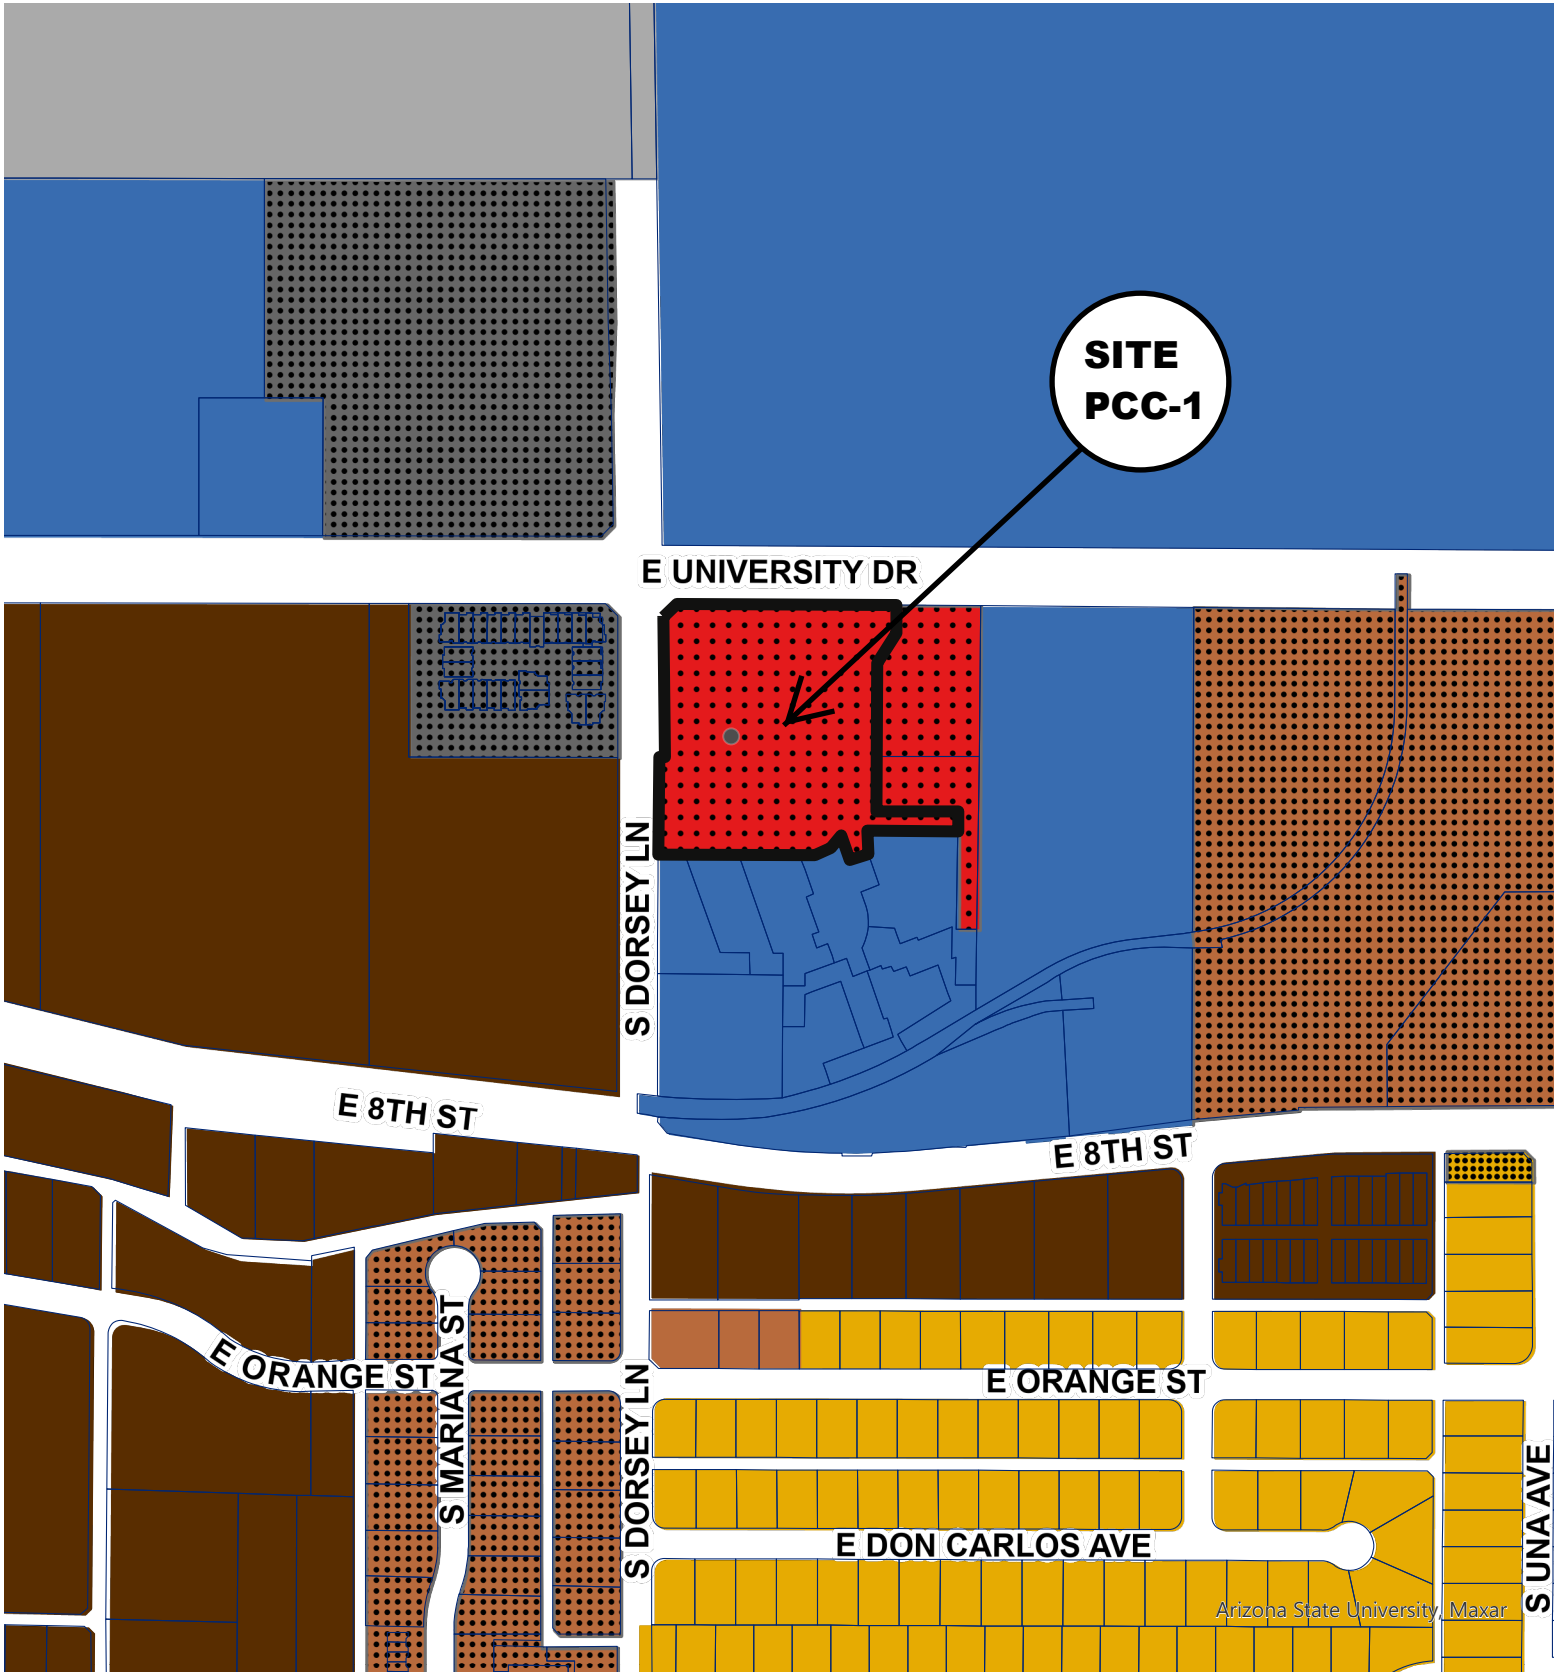 SITE
PCC-1
E UNIVERSITY DR
S DORSEY LN
E 8TH ST
E 8TH ST
E ORANGE ST
S MARIANA ST
S DORSEY LN
E ORANGE ST
E DON CARLOS AVE
S UNA AVE
Arizona State University, Maxar